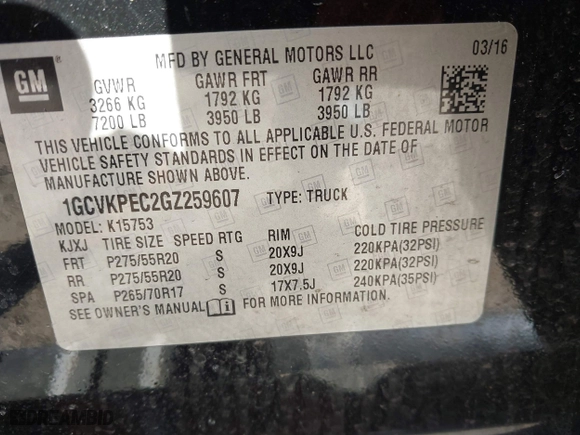 GM
MFD BY GENERAL MOTORS LLC 03/16
GVWR GAWR FRT GAWR RR
3266 KG 1792 KG 1792 KG
7200 LB 3950 LB 3950 LB
THIS VEHICLE CONFORMS TO ALL APPLICABLE U.S. FEDERAL MOTOR
VEHICLE SAFETY STANDARDS IN EFFECT ON THE DATE OF
MANUFACTURE SHOWN ABOVE.
1GCVKPEC2GZ259607 TYPE: TRUCK
MODEL: K15753
KJXJ TIRE SIZE SPEED RTG RIM COLD TIRE PRESSURE
FRT P275/55R20 S 20X9J 220KPA(32PSI)
RR P275/55R20 S 20X9J 220KPA(32PSI)
SPA P265/70R17 S 17X7.5J 240KPA(35PSI)
SEE OWNER'S MANUAL FOR MORE INFORMATION.